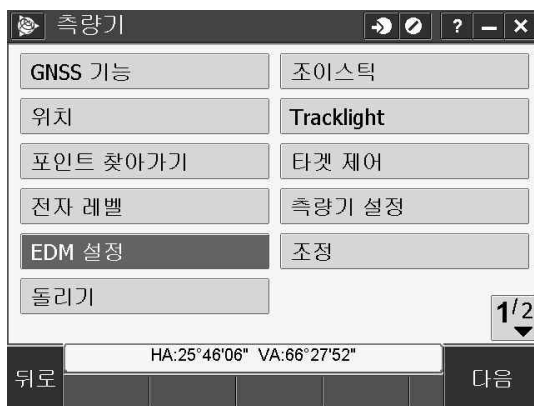 측량기
? — ×
GNSS 기능
조이스틱
위치
Tracklight
포인트 찾아가기
타겟 제어
전자 레벨
측량기 설정
EDM 설정
조정
돌리기
1/2
HA:25°46'06" VA:66°27'52"
뒤로
다음